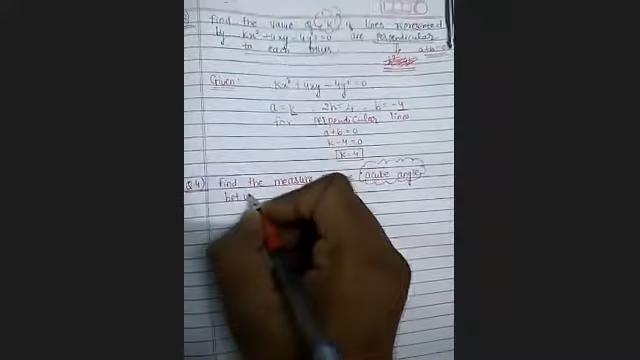 find the value of "k" if lines represented
by kx² + 4xy - 4y² = 0 are perpendicular
to each other. a+b=0
Given:
kx² + 4xy - 4y² = 0
a = k , 2h = 4 , b = -4
for perpendicular lines
a+b=0
k-4=0
k=4
Q4) find the measure acute angle
betw